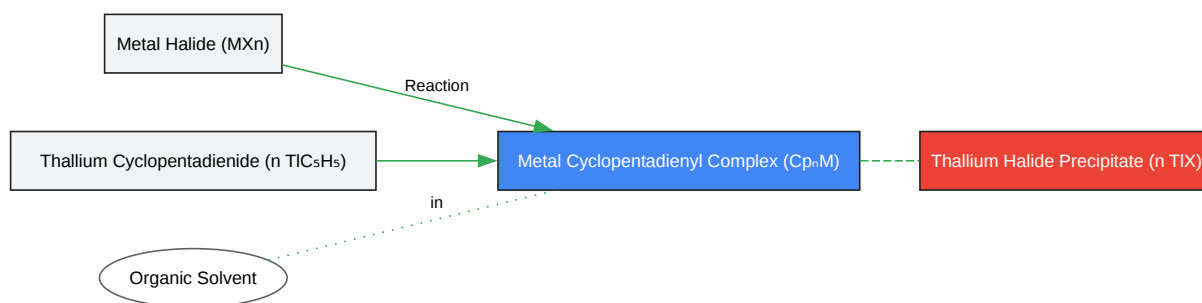 Metal Halide (MXn)
Reaction
Thallium Cyclopentadienide (n TlC₅H₅)
Metal Cyclopentadienyl Complex (CpₙM)
Thallium Halide Precipitate (n TlX)
in
Organic Solvent